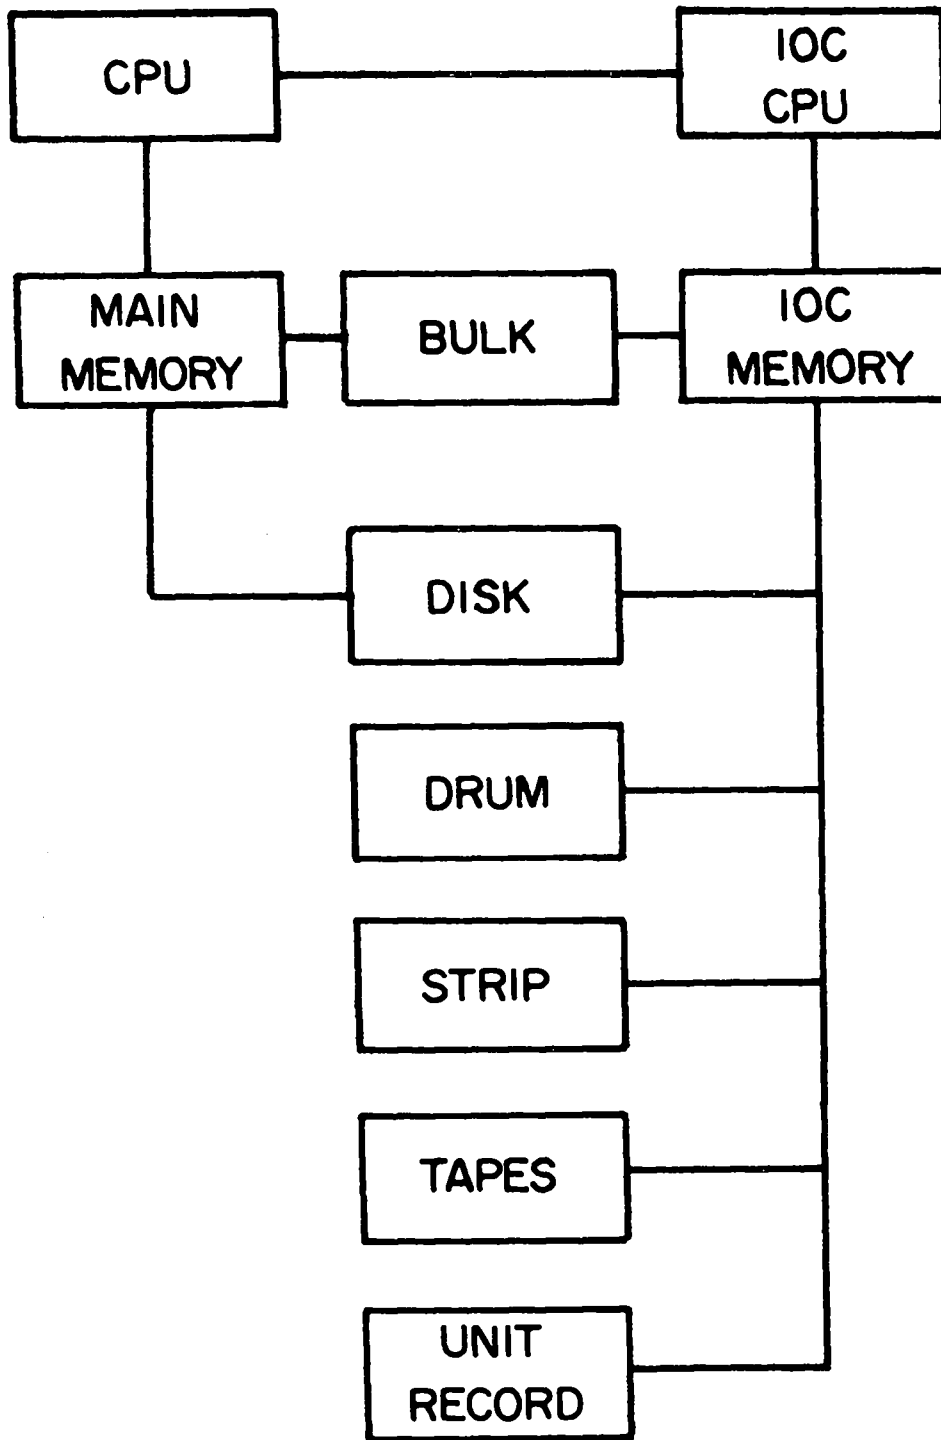 CPU
IOC
CPU
MAIN
MEMORY
BULK
IOC
MEMORY
DISK
DRUM
STRIP
TAPES
UNIT
RECORD